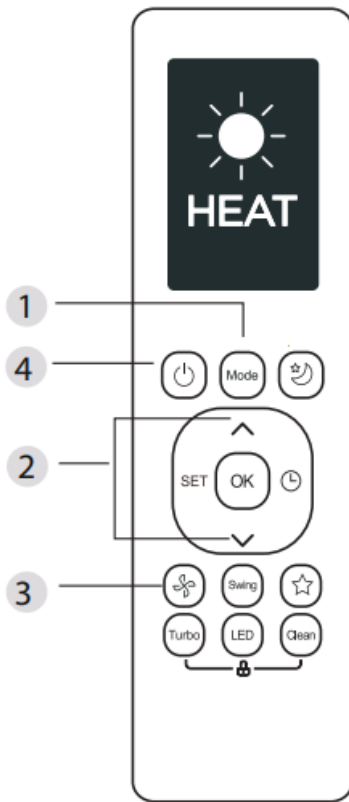 HEAT
1
4
Mode
2
SET OK
3
Swing
Turbo LED Clean